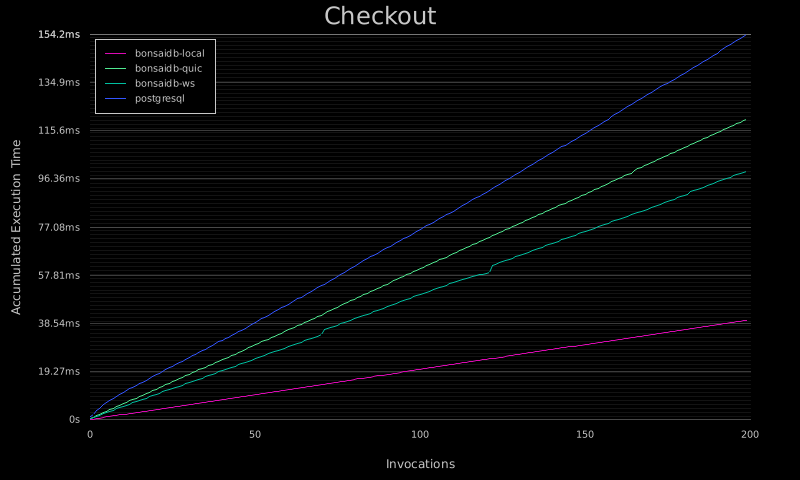 Checkout
154.2ms
134.9ms
115.6ms
96.36ms
77.08ms
57.81ms
38.54ms
19.27ms
0s
Accumulated Execution Time
bonsaidb-local
bonsaidb-quic
bonsaidb-ws
postgresql
0
50
100
150
200
Invocations